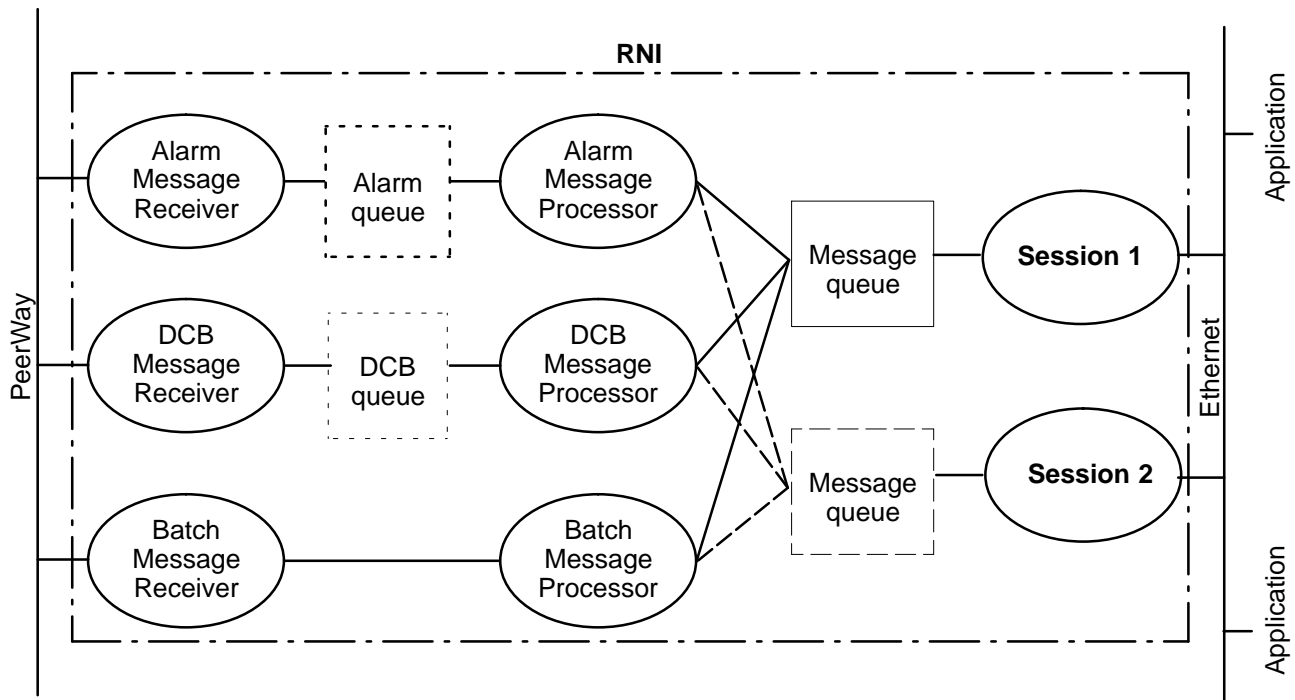 RNI
PeerWay
Alarm
Message
Receiver
Alarm
queue
Alarm
Message
Processor
DCB
Message
Receiver
DCB
queue
DCB
Message
Processor
Batch
Message
Receiver
Batch
Message
Processor
Message
queue
Session 1
Message
queue
Session 2
Ethernet
Application
Application